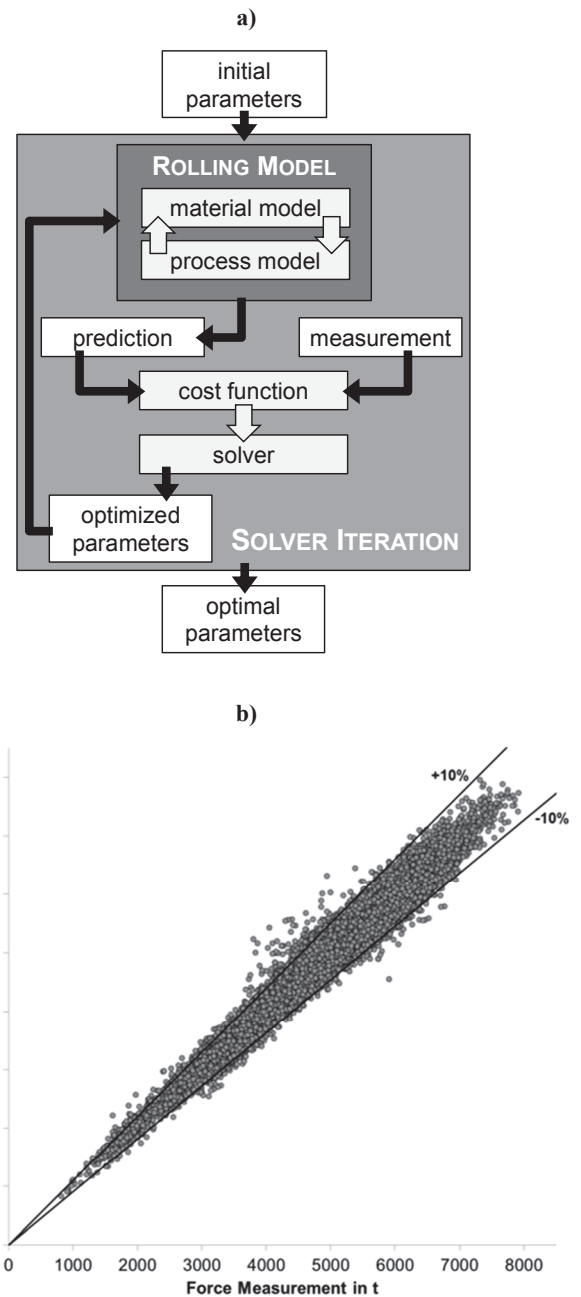 a)
initial
parameters
ROLLING MODEL
material model
process model
prediction
measurement
cost function
solver
optimized
parameters
SOLVER ITERATION
optimal
parameters
b)
+10%
-10%
0 1000 2000 3000 4000 5000 6000 7000 8000
Force Measurement in t